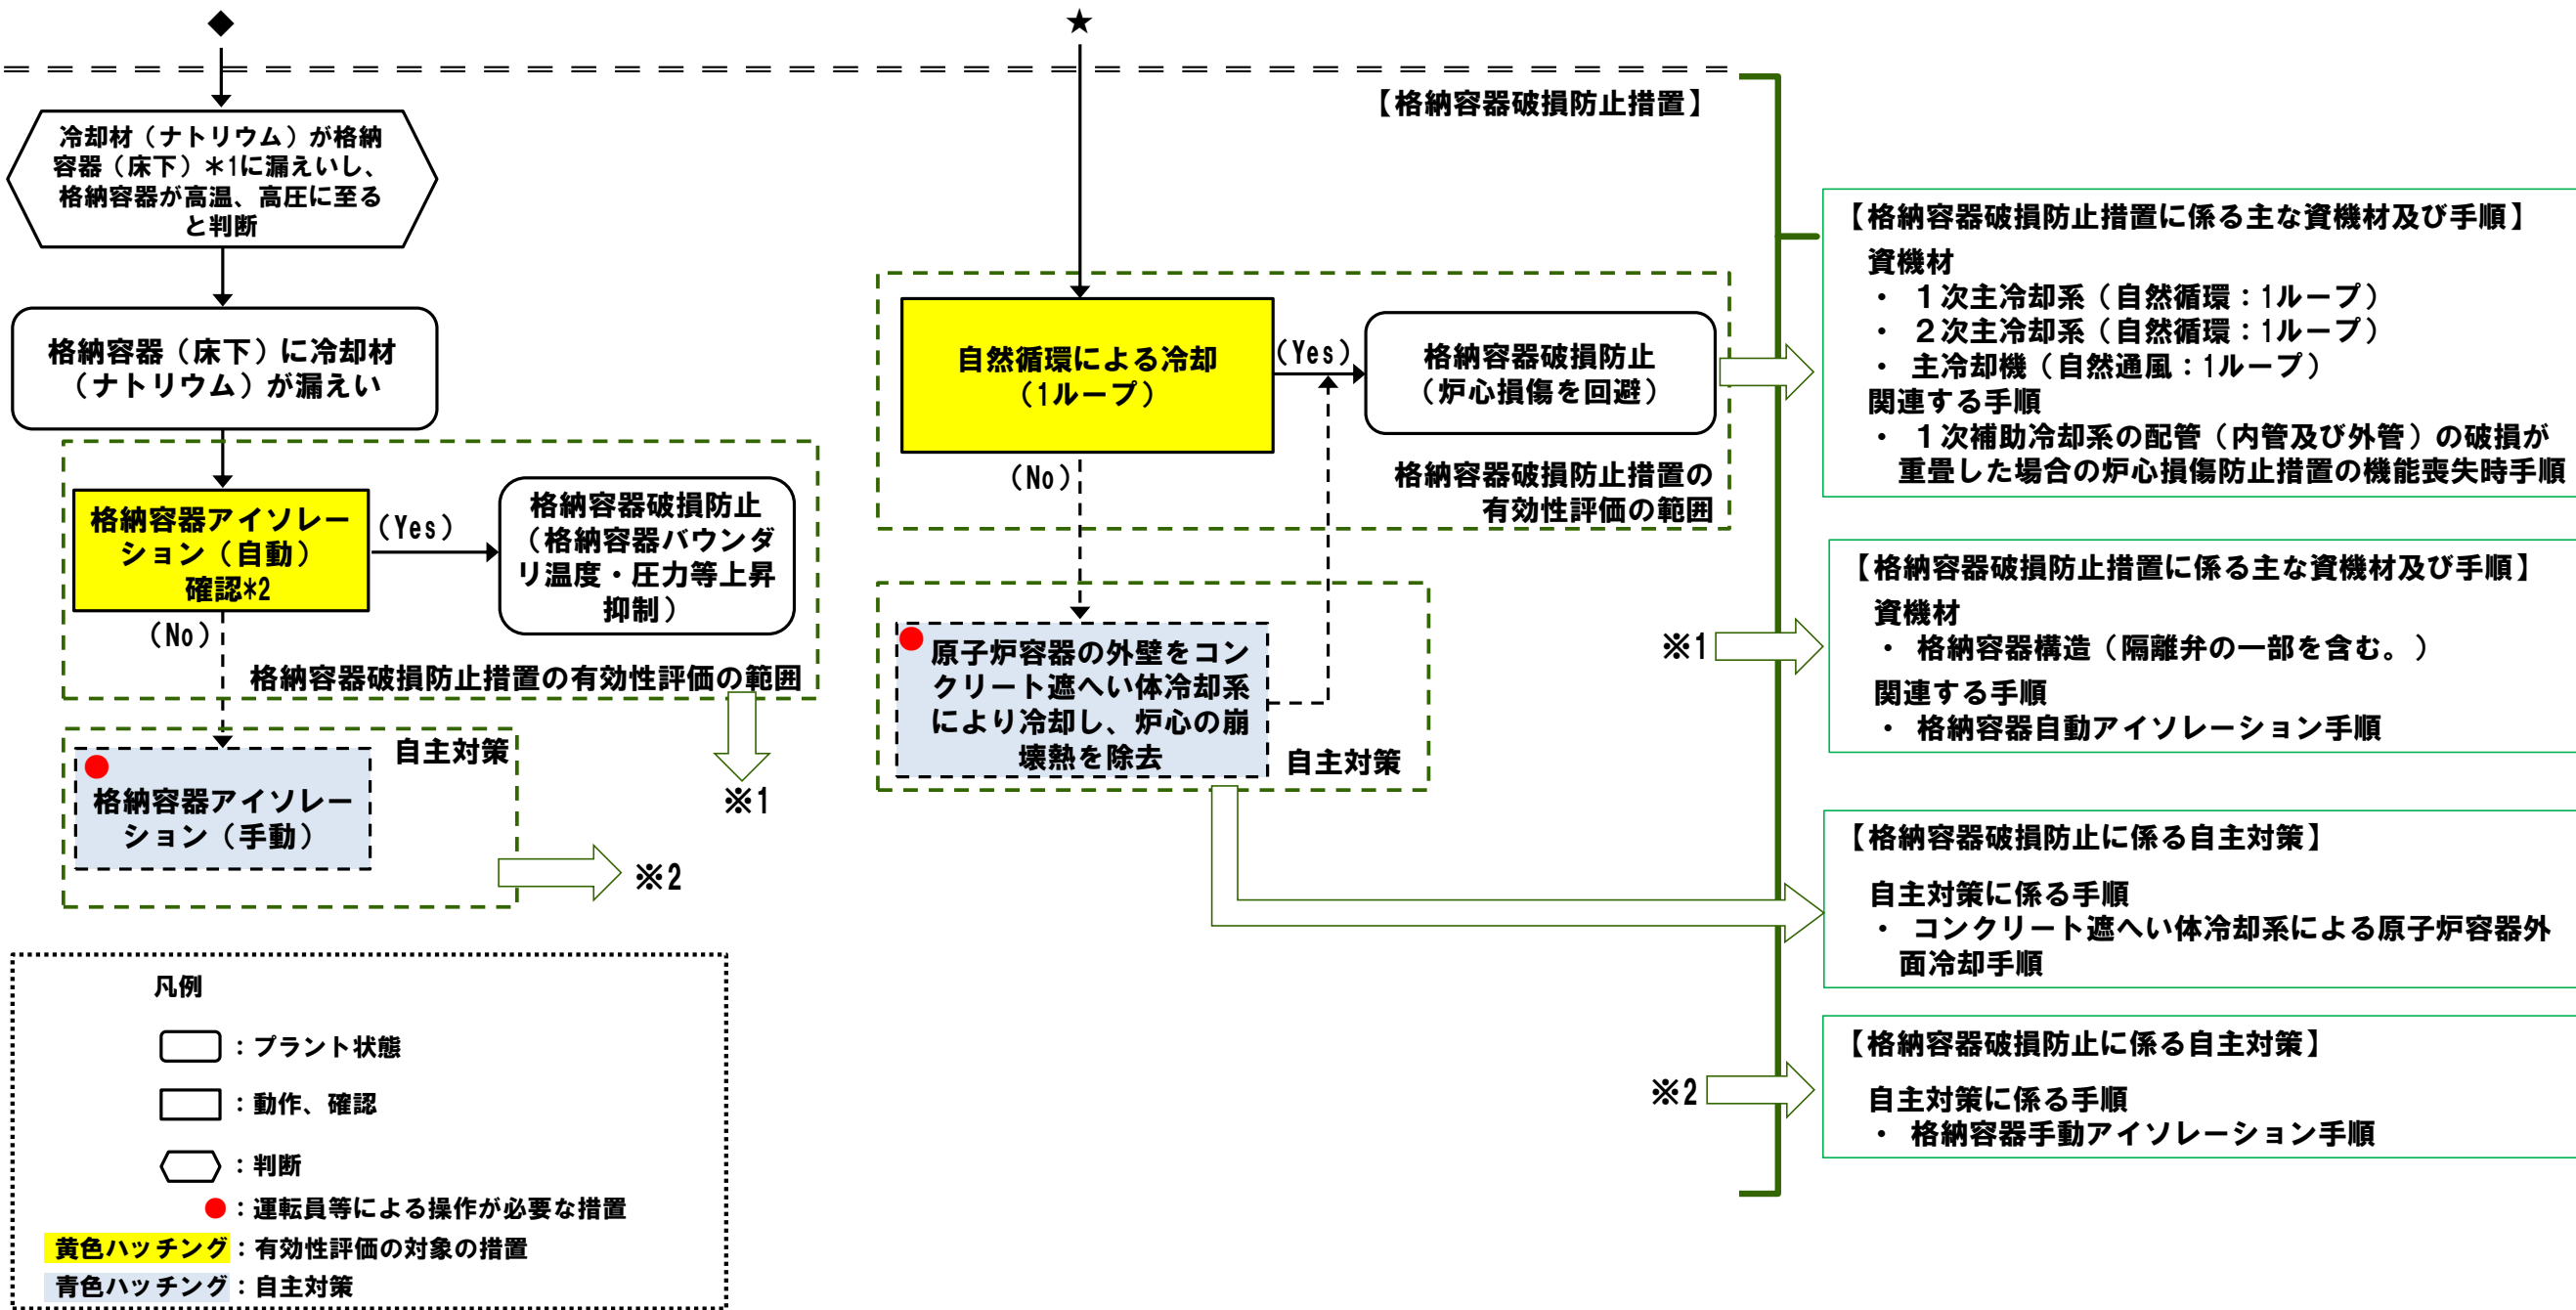 ◆
★
【格納容器破損防止措置】
冷却材（ナトリウム）が格納
容器（床下）＊1に漏えいし、
格納容器が高温、高圧に至る
と判断
格納容器（床下）に冷却材
（ナトリウム）が漏えい
格納容器アイソレー
ション（自動）
確認*2
（Yes）
（No）
格納容器破損防止
（格納容器バウンダ
リ温度・圧力等上昇
抑制）
格納容器破損防止措置の有効性評価の範囲
※1
格納容器アイソレー
ション（手動）
自主対策
※2
自然循環による冷却
（1ループ）
（Yes）
（No）
格納容器破損防止
（炉心損傷を回避）
格納容器破損防止措置の
有効性評価の範囲
原子炉容器の外壁をコン
クリート遮へい体冷却系
により冷却し、炉心の崩
壊熱を除去
自主対策
【格納容器破損防止措置に係る主な資機材及び手順】
資機材
・ １次主冷却系（自然循環：1ループ）
・ ２次主冷却系（自然循環：1ループ）
・ 主冷却機（自然通風：1ループ）
関連する手順
・ １次補助冷却系の配管（内管及び外管）の破損が
重畳した場合の炉心損傷防止措置の機能喪失時手順
※1
【格納容器破損防止措置に係る主な資機材及び手順】
資機材
・ 格納容器構造（隔離弁の一部を含む。）
関連する手順
・ 格納容器自動アイソレーション手順
【格納容器破損防止に係る自主対策】
自主対策に係る手順
・ コンクリート遮へい体冷却系による原子炉容器外
面冷却手順
※2
【格納容器破損防止に係る自主対策】
自主対策に係る手順
・ 格納容器手動アイソレーション手順
凡例
：プラント状態
：動作、確認
：判断
：運転員等による操作が必要な措置
黄色ハッチング：有効性評価の対象の措置
青色ハッチング：自主対策